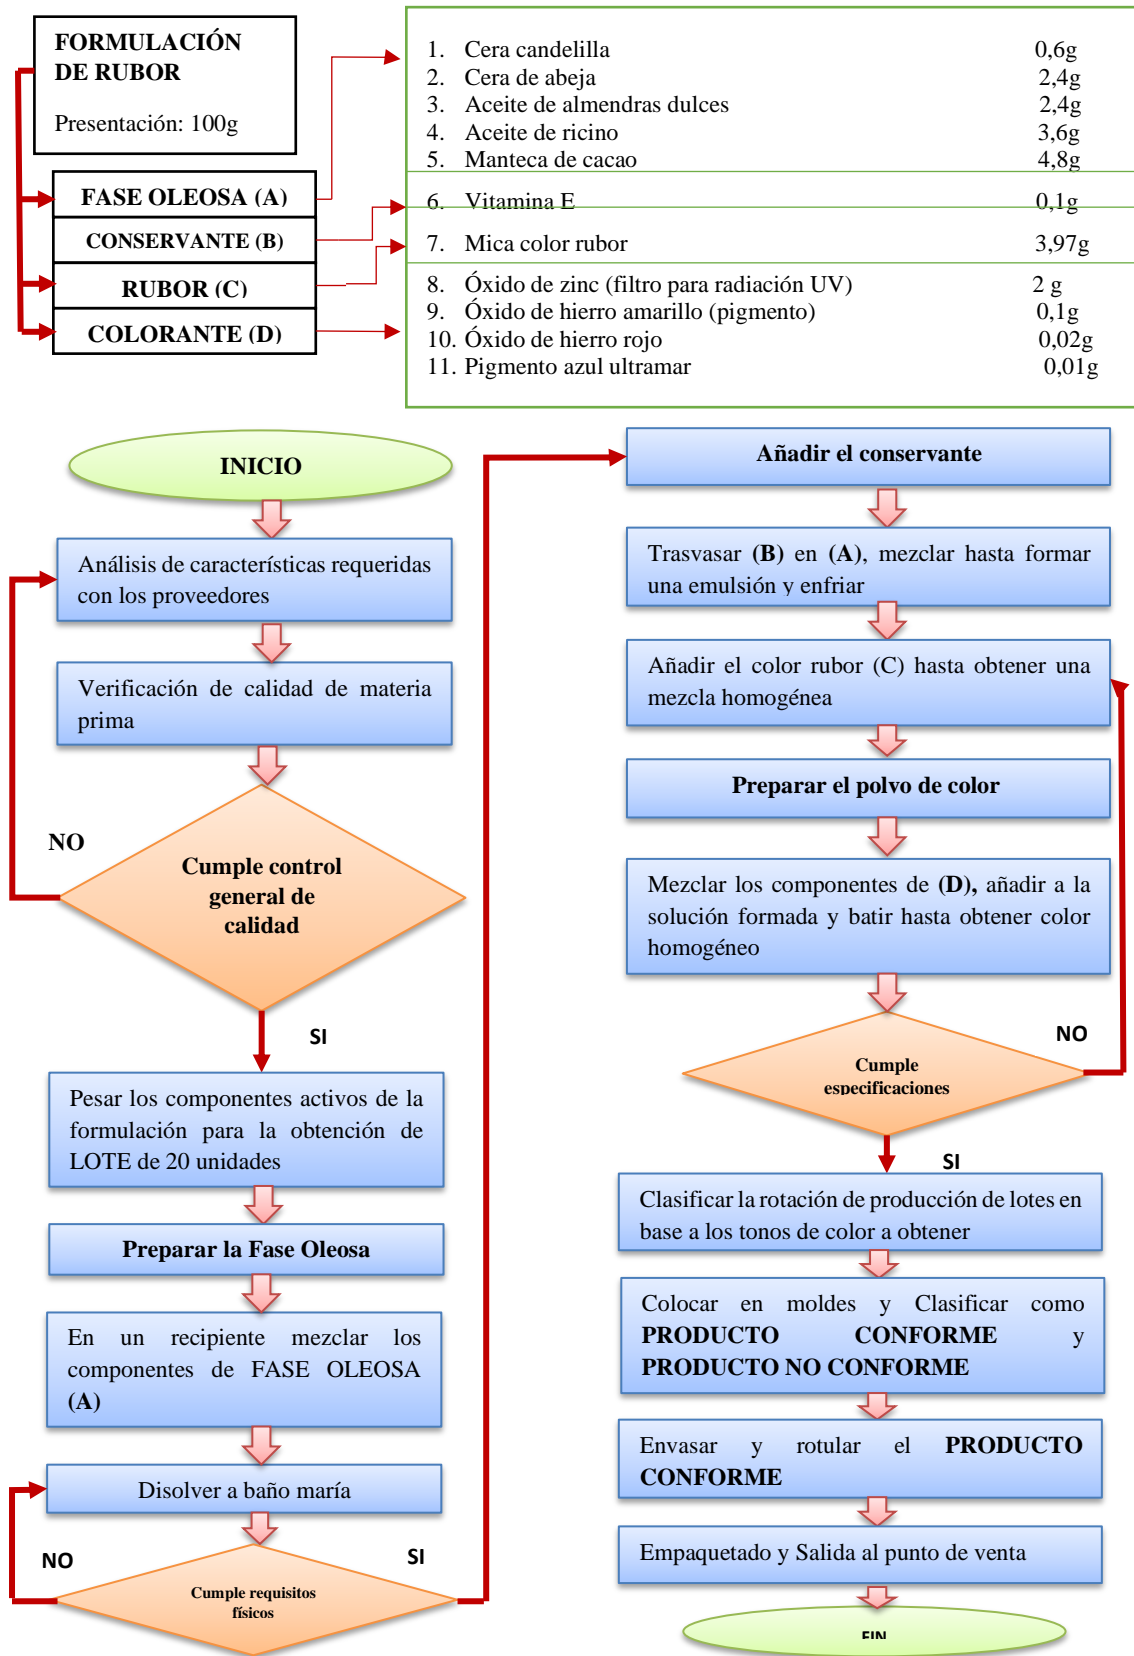 FORMULACIÓN
DE RUBOR
Presentación: 100g
FASE OLEOSA (A)
CONSERVANTE (B)
RUBOR (C)
COLORANTE (D)
1. Cera candelilla 0,6g
2. Cera de abeja 2,4g
3. Aceite de almendras dulces 2,4g
4. Aceite de ricino 3,6g
5. Manteca de cacao 4,8g
6. Vitamina E 0,1g
7. Mica color rubor 3,97g
8. Óxido de zinc (filtro para radiación UV) 2 g
9. Óxido de hierro amarillo (pigmento) 0,1g
10. Óxido de hierro rojo 0,02g
11. Pigmento azul ultramar 0,01g
INICIO
Análisis de características requeridas
con los proveedores
Verificación de calidad de materia
prima
NO
Cumple control
general de
calidad
SI
Pesar los componentes activos de la
formulación para la obtención de
LOTE de 20 unidades
Preparar la Fase Oleosa
En un recipiente mezclar los
componentes de FASE OLEOSA
(A)
Disolver a baño maría
NO
SI
Cumple requisitos
físicos
Añadir el conservante
Trasvasar (B) en (A), mezclar hasta formar
una emulsión y enfriar
Añadir el color rubor (C) hasta obtener una
mezcla homogénea
Preparar el polvo de color
Mezclar los componentes de (D), añadir a la
solución formada y batir hasta obtener color
homogéneo
NO
Cumple
especificaciones
SI
Clasificar la rotación de producción de lotes en
base a los tonos de color a obtener
Colocar en moldes y Clasificar como
PRODUCTO CONFORME y
PRODUCTO NO CONFORME
Envasar y rotular el PRODUCTO
CONFORME
Empaquetado y Salida al punto de venta
FIN